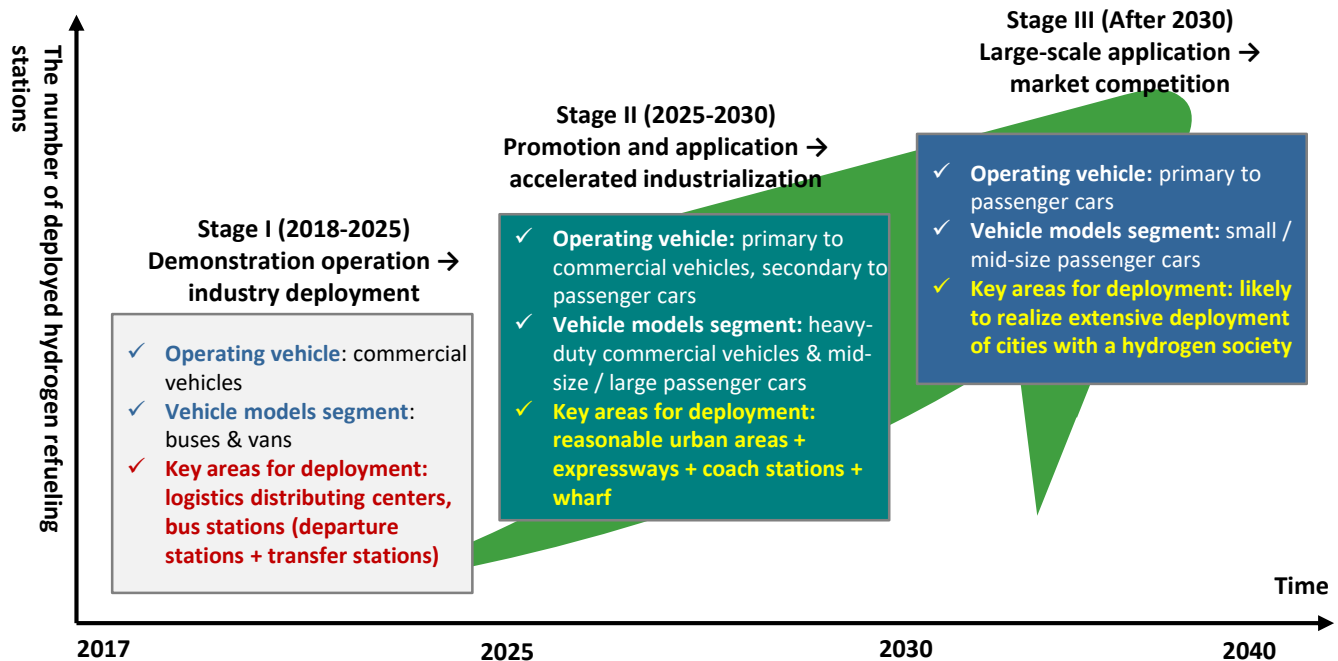 The number of deployed hydrogen refueling
stations
Stage I (2018-2025)
Demonstration operation →
industry deployment
✓ Operating vehicle: commercial
vehicles
✓ Vehicle models segment:
buses & vans
✓ Key areas for deployment:
logistics distributing centers,
bus stations (departure
stations + transfer stations)
Stage II (2025-2030)
Promotion and application →
accelerated industrialization
✓ Operating vehicle: primary to
commercial vehicles, secondary to
passenger cars
✓ Vehicle models segment: heavy-
duty commercial vehicles & mid-
size / large passenger cars
✓ Key areas for deployment:
reasonable urban areas +
expressways + coach stations +
wharf
Stage III (After 2030)
Large-scale application →
market competition
✓ Operating vehicle: primary to
passenger cars
✓ Vehicle models segment: small /
mid-size passenger cars
✓ Key areas for deployment: likely
to realize extensive deployment
of cities with a hydrogen society
Time
2017
2025
2030
2040